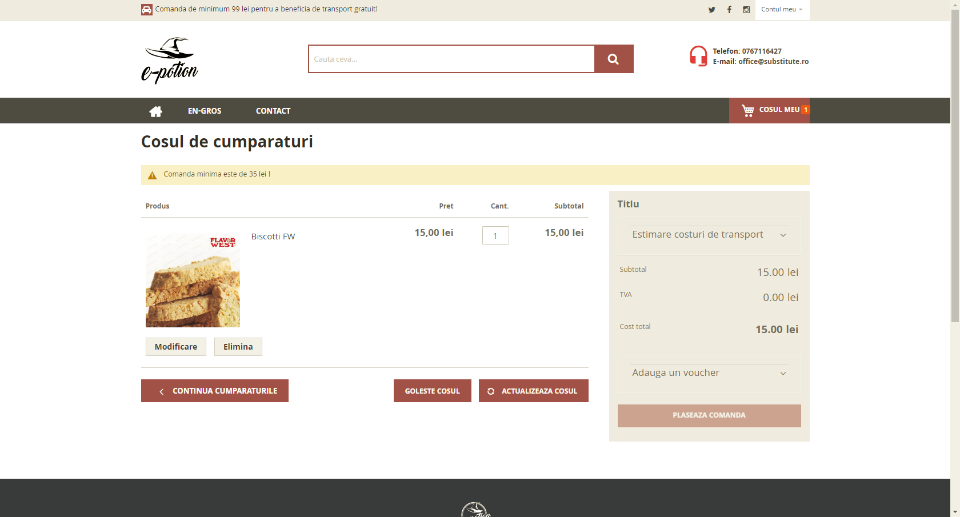 Comanda de minimum 99 lei pentru a beneficia de transport gratuit!
Contul meu
e-potion
Cauta ceva...
Telefon: 0767116427
E-mail: office@substitute.ro
EN-GROS
CONTACT
COSUL MEU 1
Cosul de cumparaturi
Comanda minima este de 35 lei !
Produs
Pret
Cant.
Subtotal
FLAVOR WEST
Biscotti FW
15,00 lei
1
15,00 lei
Modificare
Elimina
CONTINUA CUMPARATURILE
GOLESTE COSUL
ACTUALIZEAZA COSUL
Titlu
Estimare costuri de transport
Subtotal
15.00 lei
TVA
0.00 lei
Cost total
15.00 lei
Adauga un voucher
PLASEAZA COMANDA